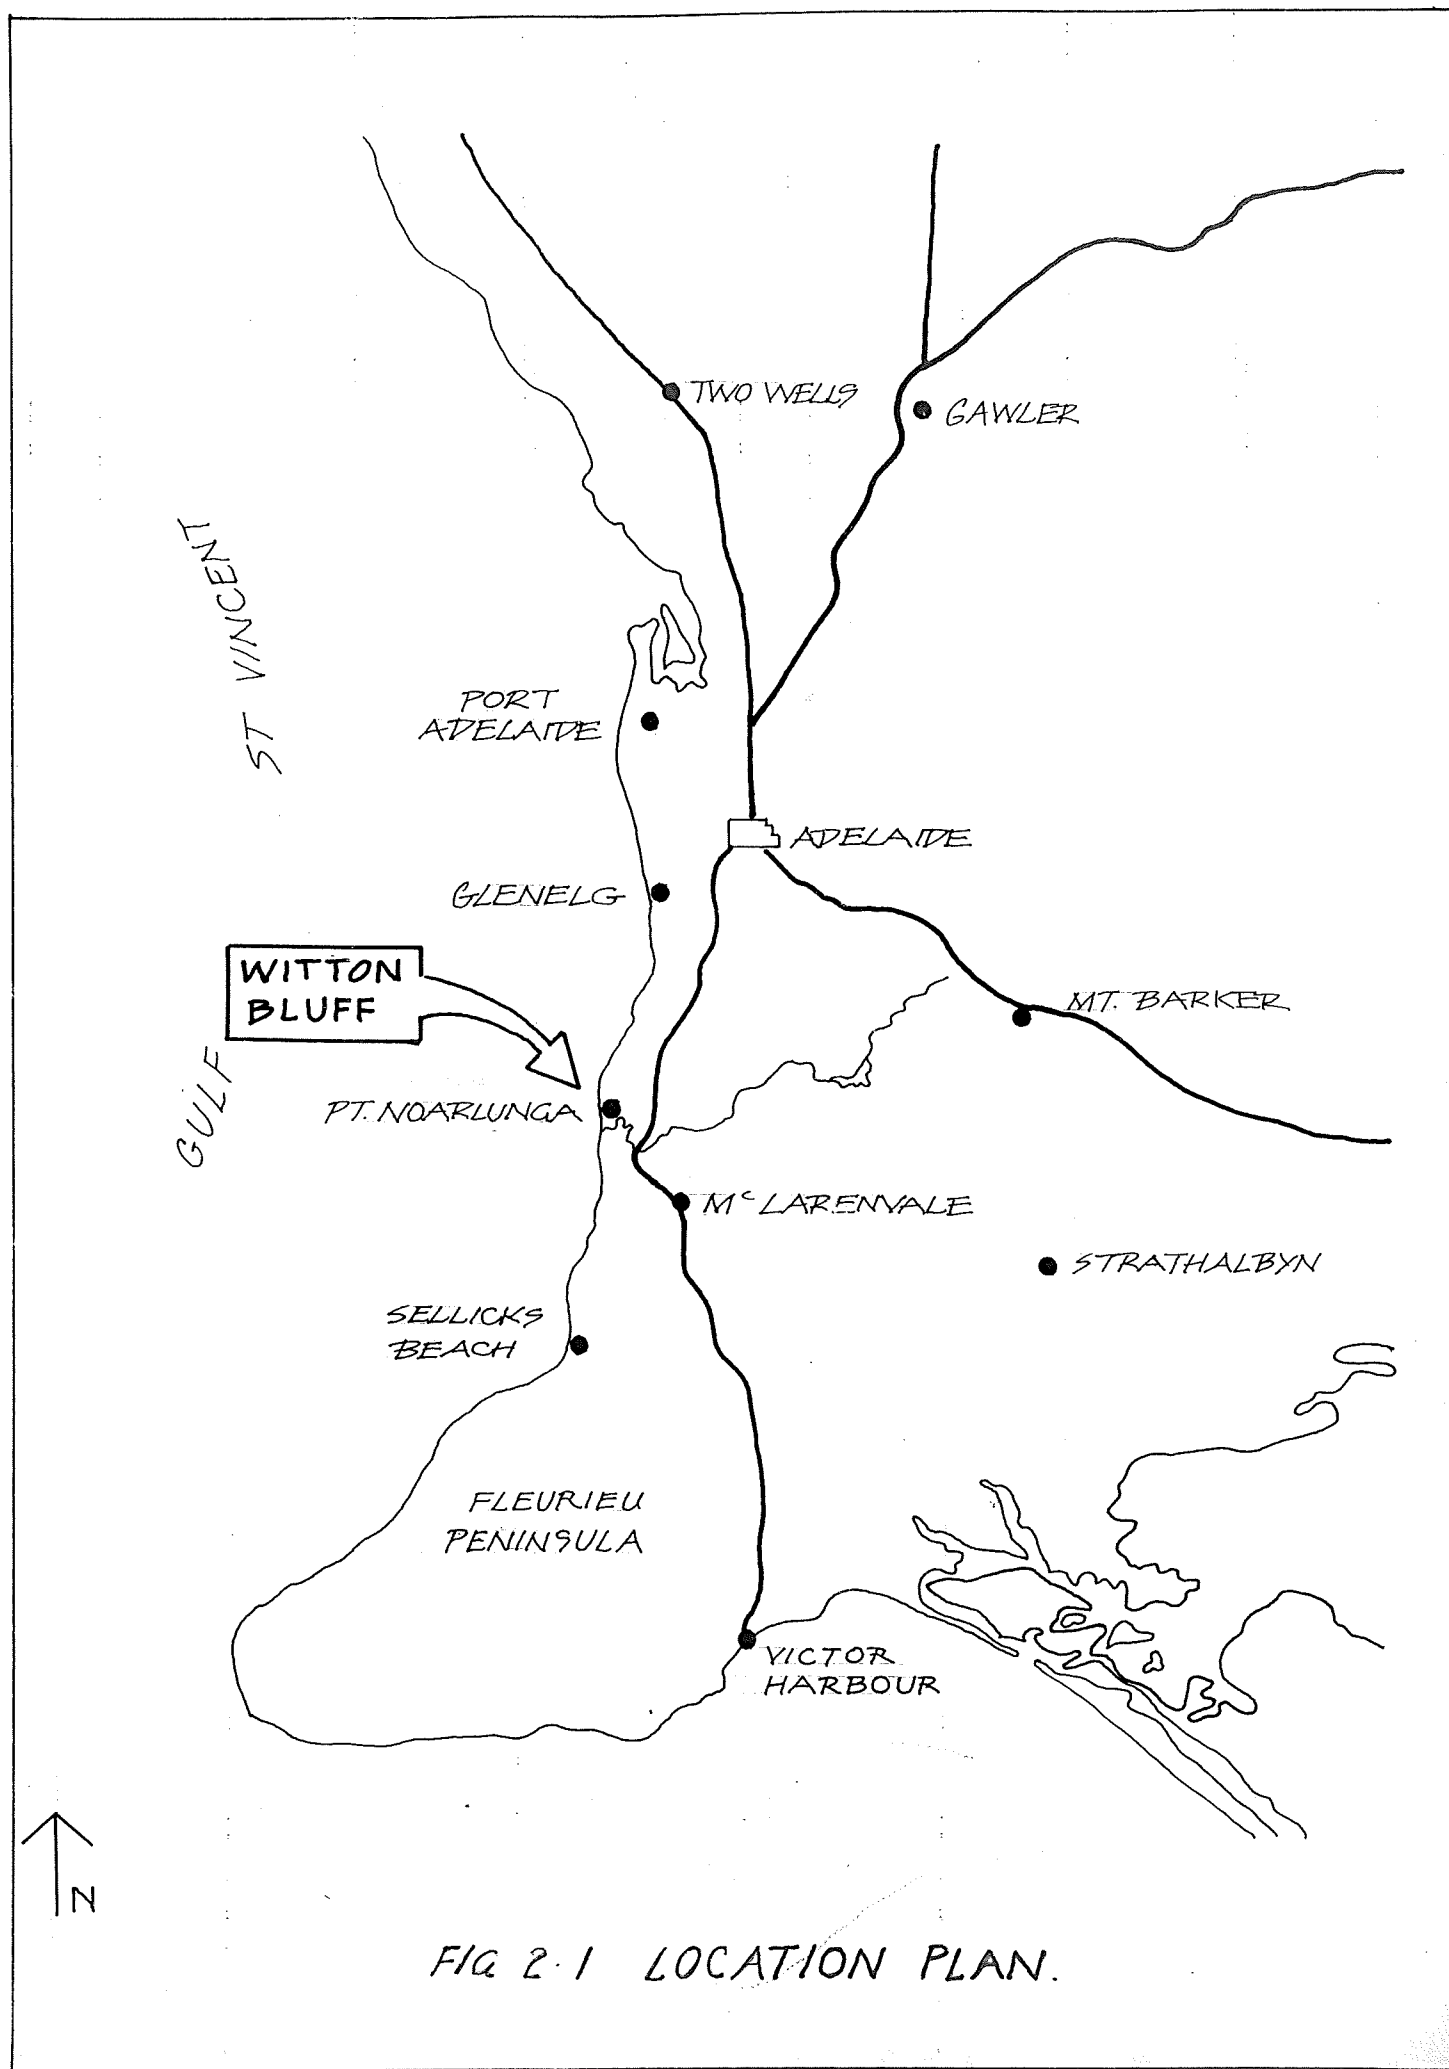 TWO WELLS
GAWLER
GULF ST VINCENT
PORT
ADELAIDE
ADELAIDE
GLENELG
WITTON
BLUFF
MT. BARKER
PT. NOARLUNGA
Mc LARENVALE
STRATHALBYN
SELLICKS
BEACH
FLEURIEU
PENINSULA
VICTOR
HARBOUR
N
FIG 2.1 LOCATION PLAN.